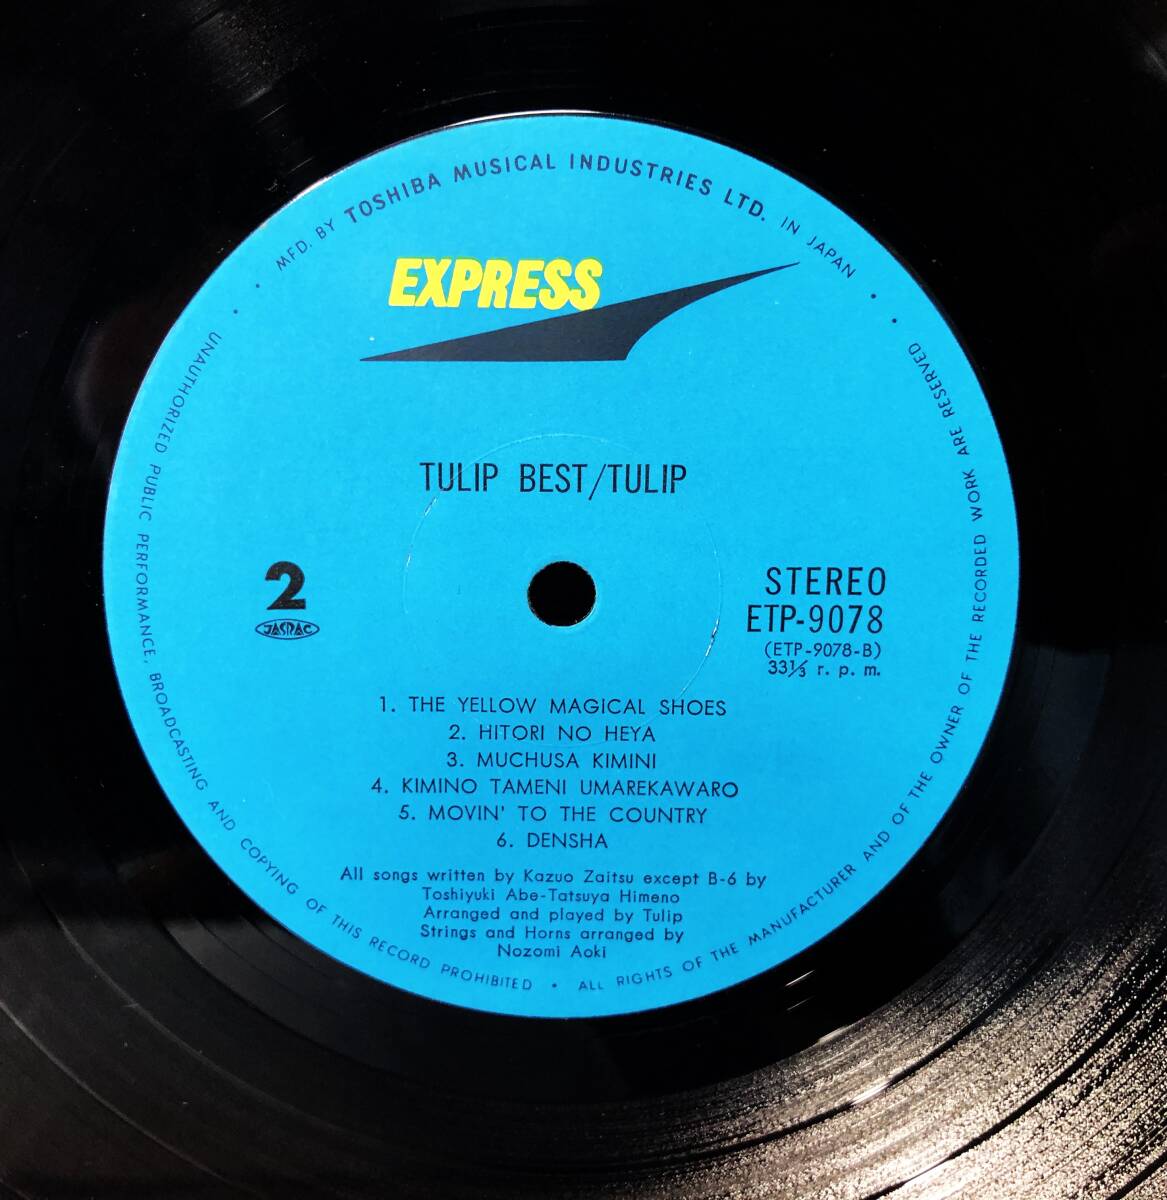 MFD. BY TOSHIBA MUSICAL INDUSTRIES LTD. IN JAPAN
EXPRESS
TULIP BEST/TULIP
2
JASRAC
STEREO
ETP-9078
(ETP-9078-B)
33⅓ r. p. m.
1. THE YELLOW MAGICAL SHOES
2. HITORI NO HEYA
3. MUCHUSA KIMINI
4. KIMINO TAMENI UMAREKAWARO
5. MOVIN' TO THE COUNTRY
6. DENSHA
All songs written by Kazuo Zaitsu except B-6 by
Toshiyuki Abe-Tatsuya Himeno
Arranged and played by Tulip
Strings and Horns arranged by
Nozomi Aoki
• UNAUTHORIZED PUBLIC PERFORMANCE, BROADCASTING AND COPYING OF THIS RECORD PROHIBITED • ALL RIGHTS OF THE MANUFACTURER AND OF THE OWNER OF THE RECORDED WORK ARE RESERVED •